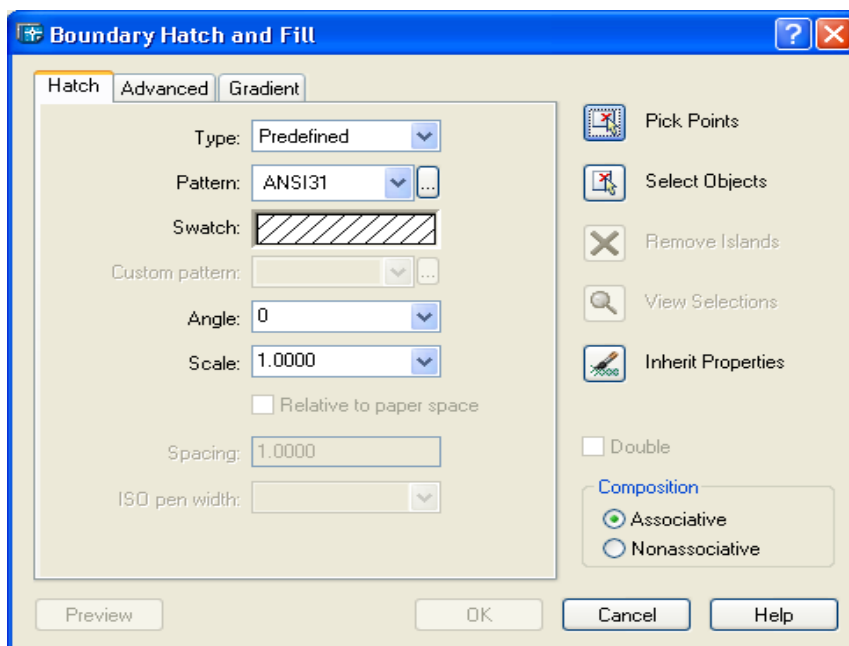 Boundary Hatch and Fill
Hatch Advanced Gradient
Type: Predefined
Pattern: ANSI31 ...
Swatch:
Custom pattern: ...
Angle: 0
Scale: 1.0000
Relative to paper space
Spacing: 1.0000
ISO pen width:
Pick Points
Select Objects
Remove Islands
View Selections
Inherit Properties
Double
Composition
Associative
Nonassociative
Preview OK Cancel Help